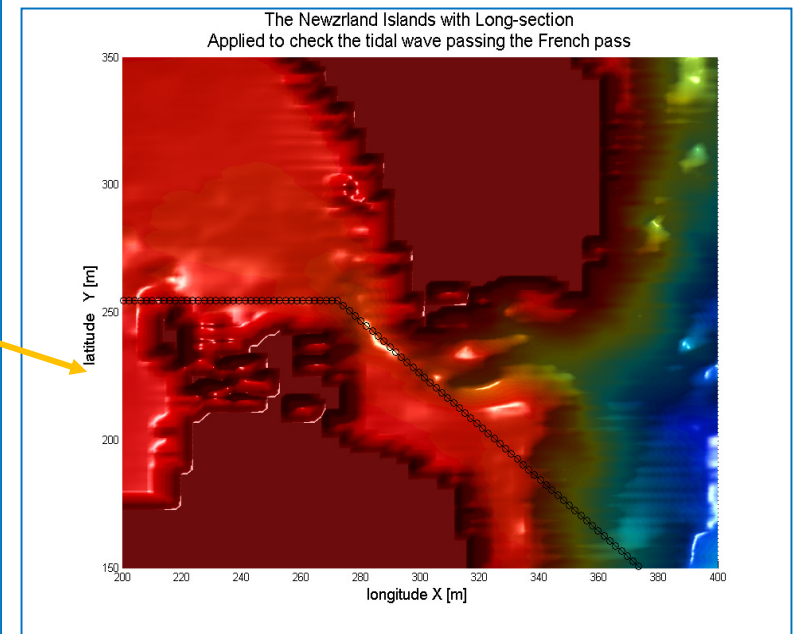 The Newzrland Islands with Long-section
Applied to check the tidal wave passing the French pass
350
300
250
200
150
latitude Y [m]
200 220 240 260 280 300 320 340 360 380 400
longitude X [m]